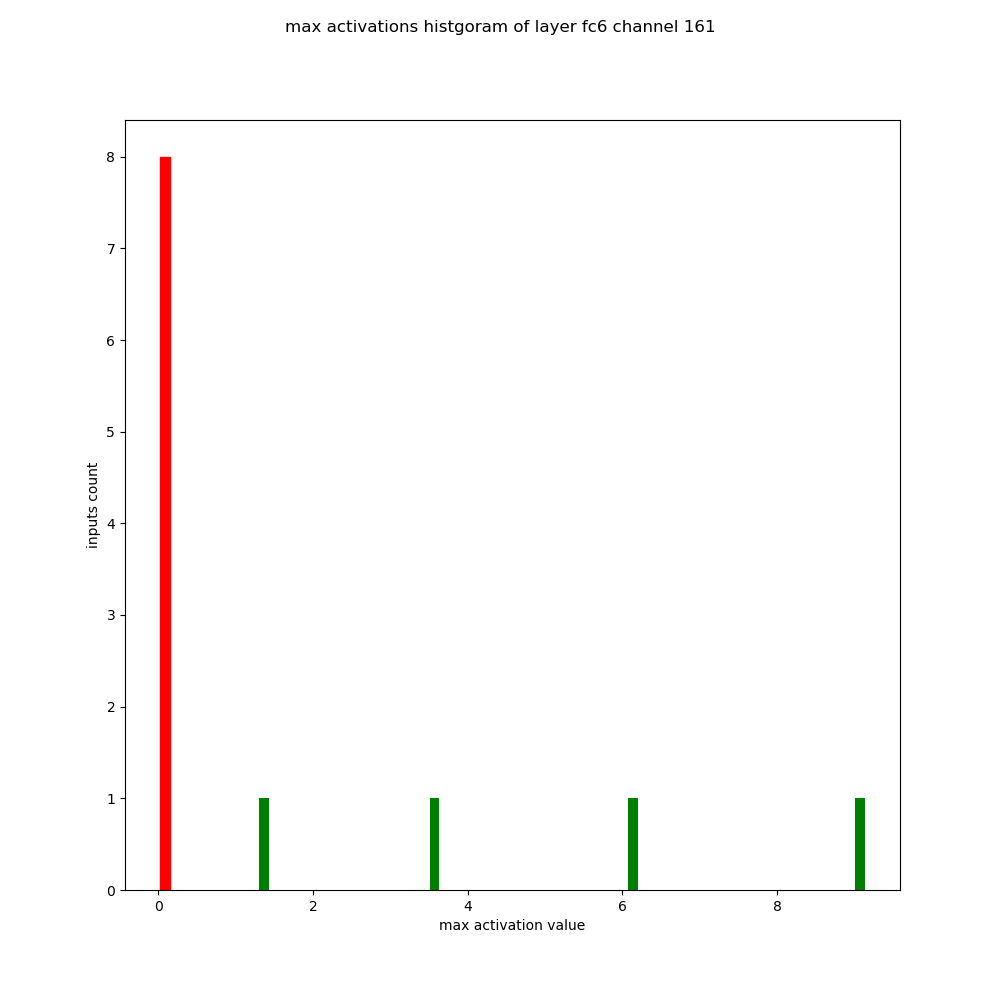 max activations histgoram of layer fc6 channel 161
8
7
6
5
4
3
2
1
0
inputs count
0 2 4 6 8
max activation value